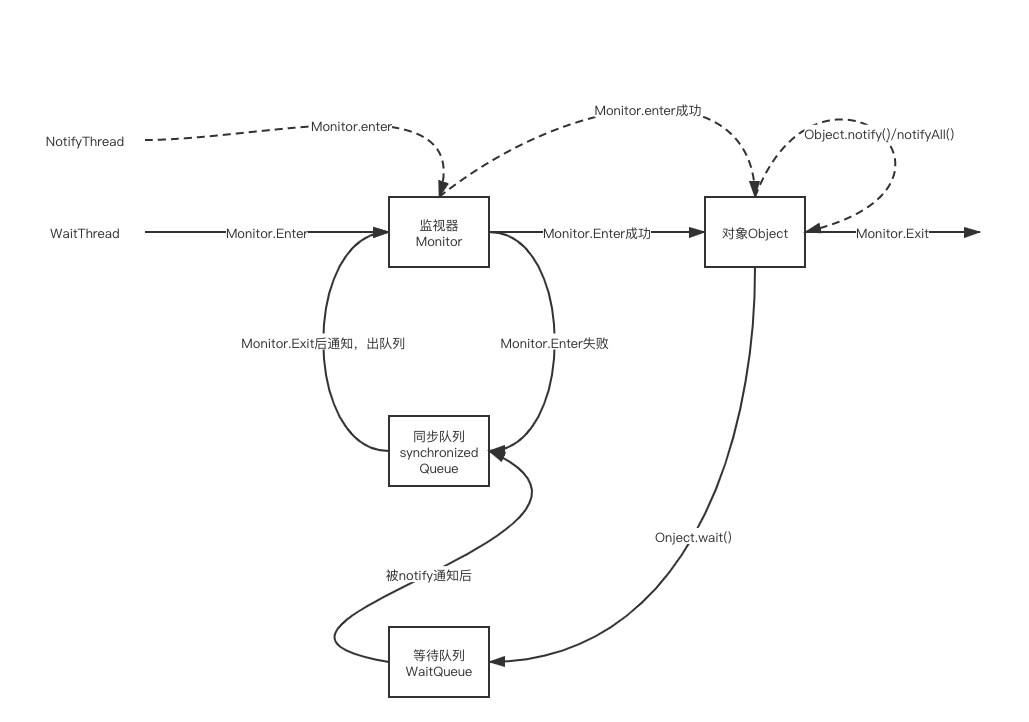 Monitor.enter成功
Monitor.enter
Object.notify()/notifyAll()
NotifyThread
监视器
Monitor
WaitThread
Monitor.Enter
Monitor.Enter成功
对象Object
Monitor.Exit
Monitor.Exit后通知，出队列
Monitor.Enter失败
同步队列
synchronized
Queue
Onject.wait()
被notify通知后
等待队列
WaitQueue